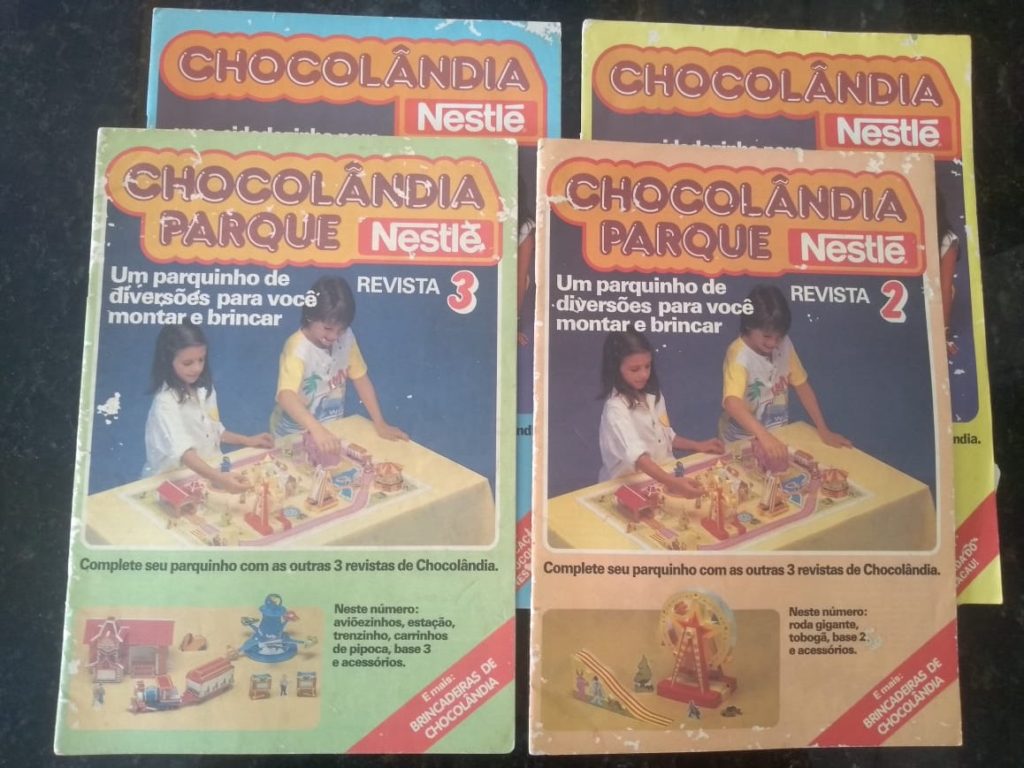 CHOCOLÂNDIA
Nestlé
CHOCOLÂNDIA
Nestlé
CHOCOLÂNDIA
PARQUE
Nestlé
Um parquinho de
diversões para você
montar e brincar
REVISTA 3
Complete seu parquinho com as outras 3 revistas de Chocolândia.
Neste número:
aviõezinhos, estação,
trenzinho, carrinhos
de pipoca, base 3
e acessórios.
E mais:
BRINCADEIRAS DE
CHOCOLÂNDIA
CHOCOLÂNDIA
PARQUE
Nestlé
Um parquinho de
diversões para você
montar e brincar
REVISTA 2
Complete seu parquinho com as outras 3 revistas de Chocolândia.
Neste número:
roda gigante,
tobogã, base 2
e acessórios.
E mais:
BRINCADEIRAS DE
CHOCOLÂNDIA
ndia.